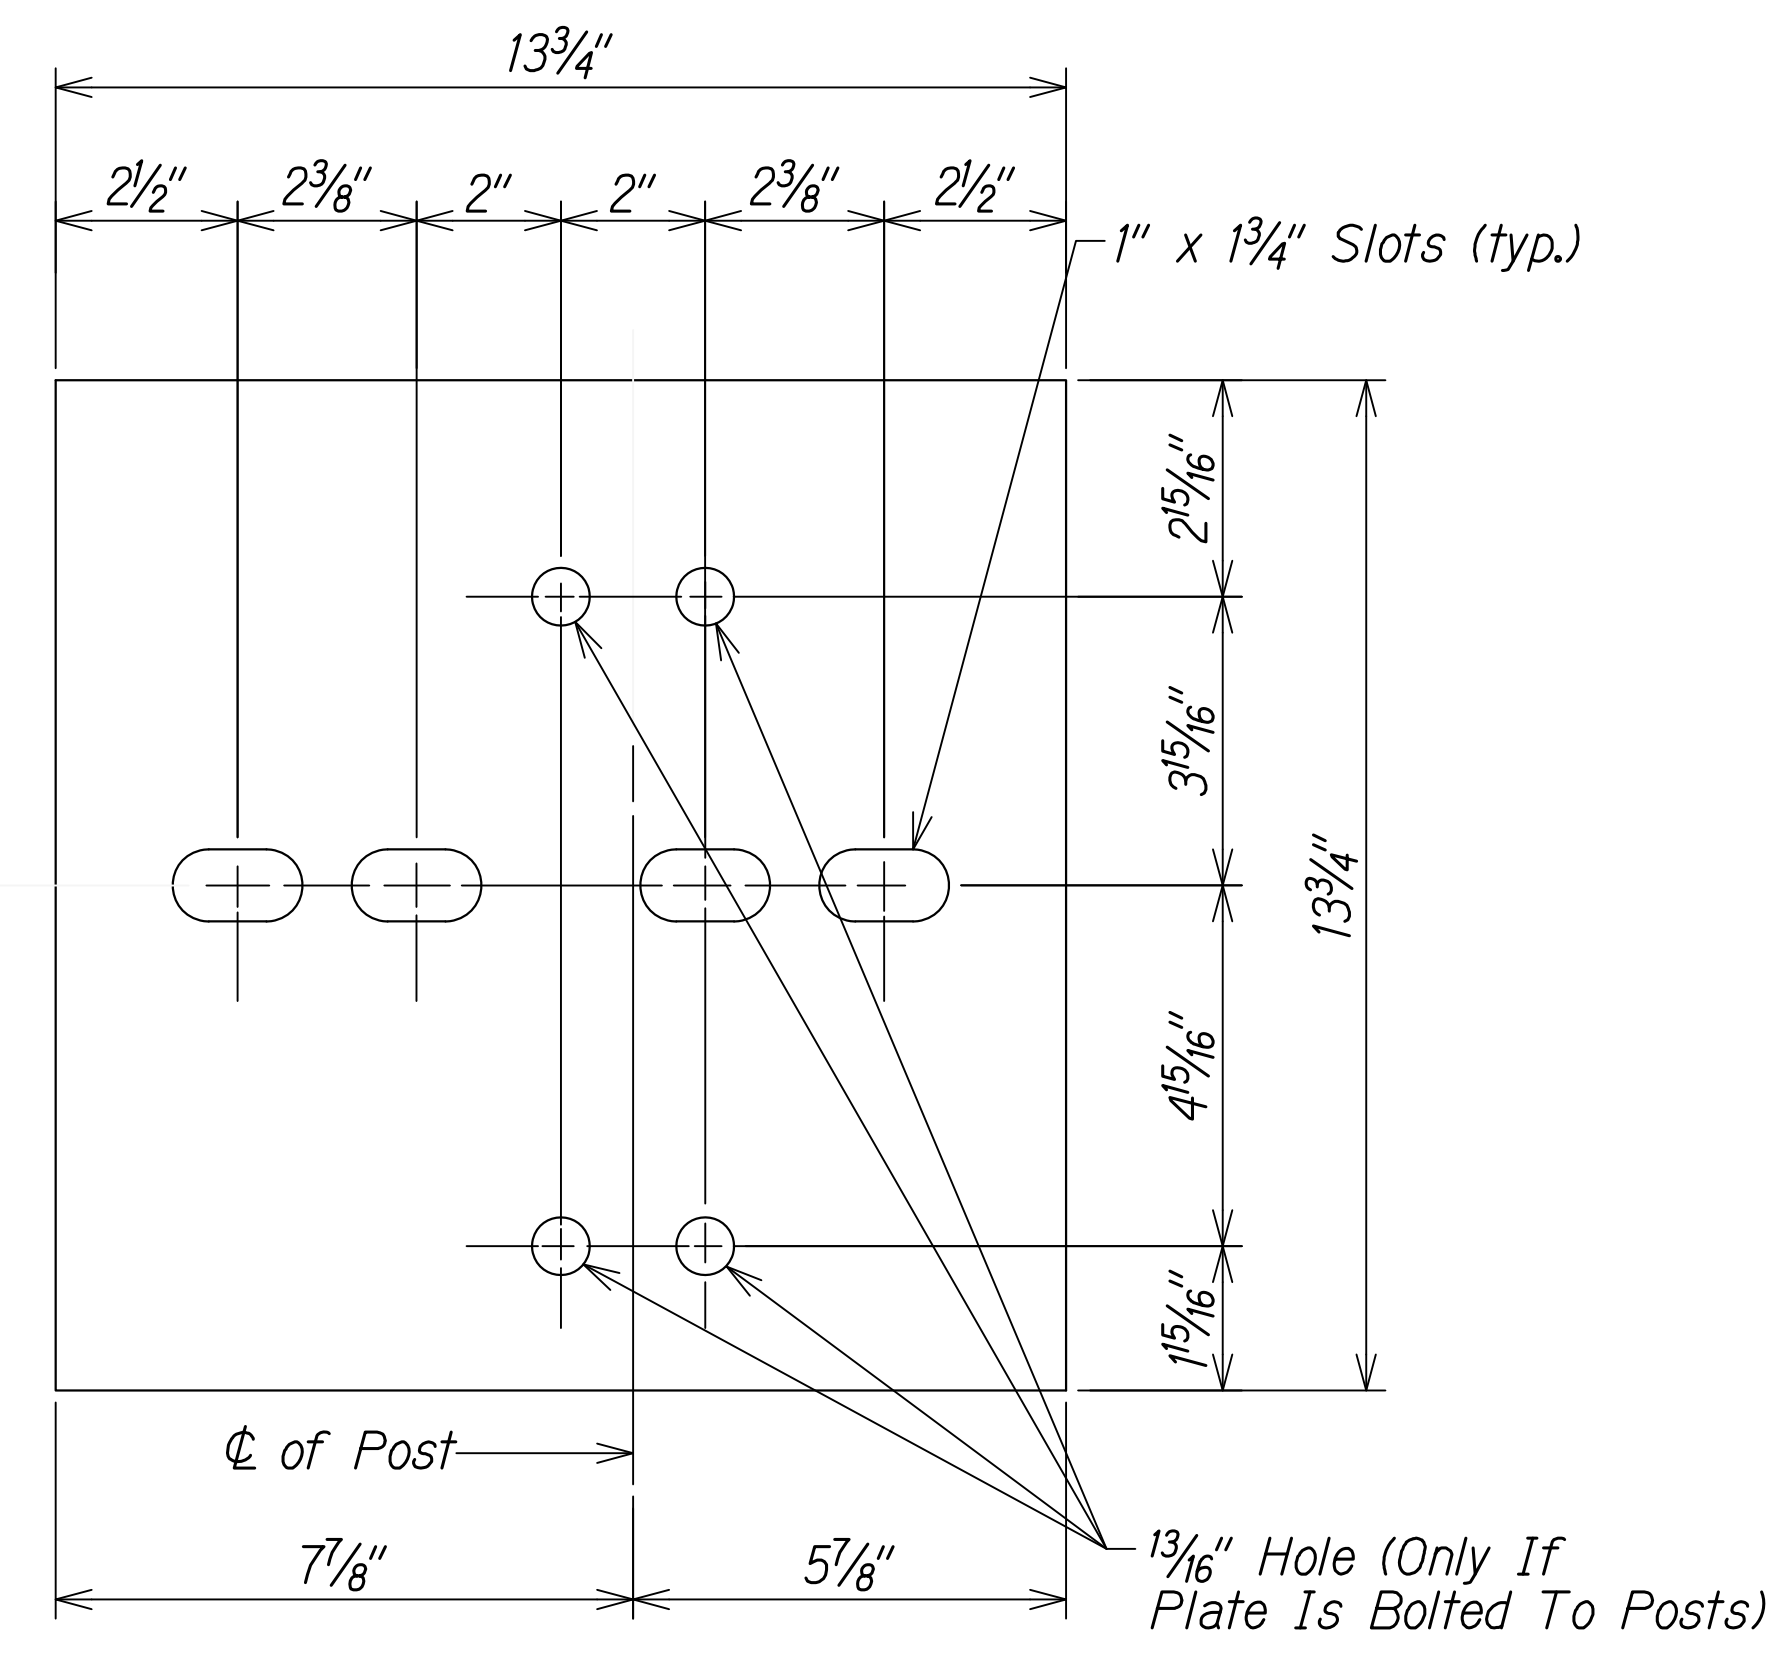 13¾"
2½" 2⅜" 2" 2" 2⅜" 2½"
1" x 1¾" Slots (typ.)
2 15/16"
3 15/16"
13¾"
4 15/16"
1 15/16"
℄ of Post
7⅞" 5⅞"
13/16" Hole (Only If
Plate Is Bolted To Posts)